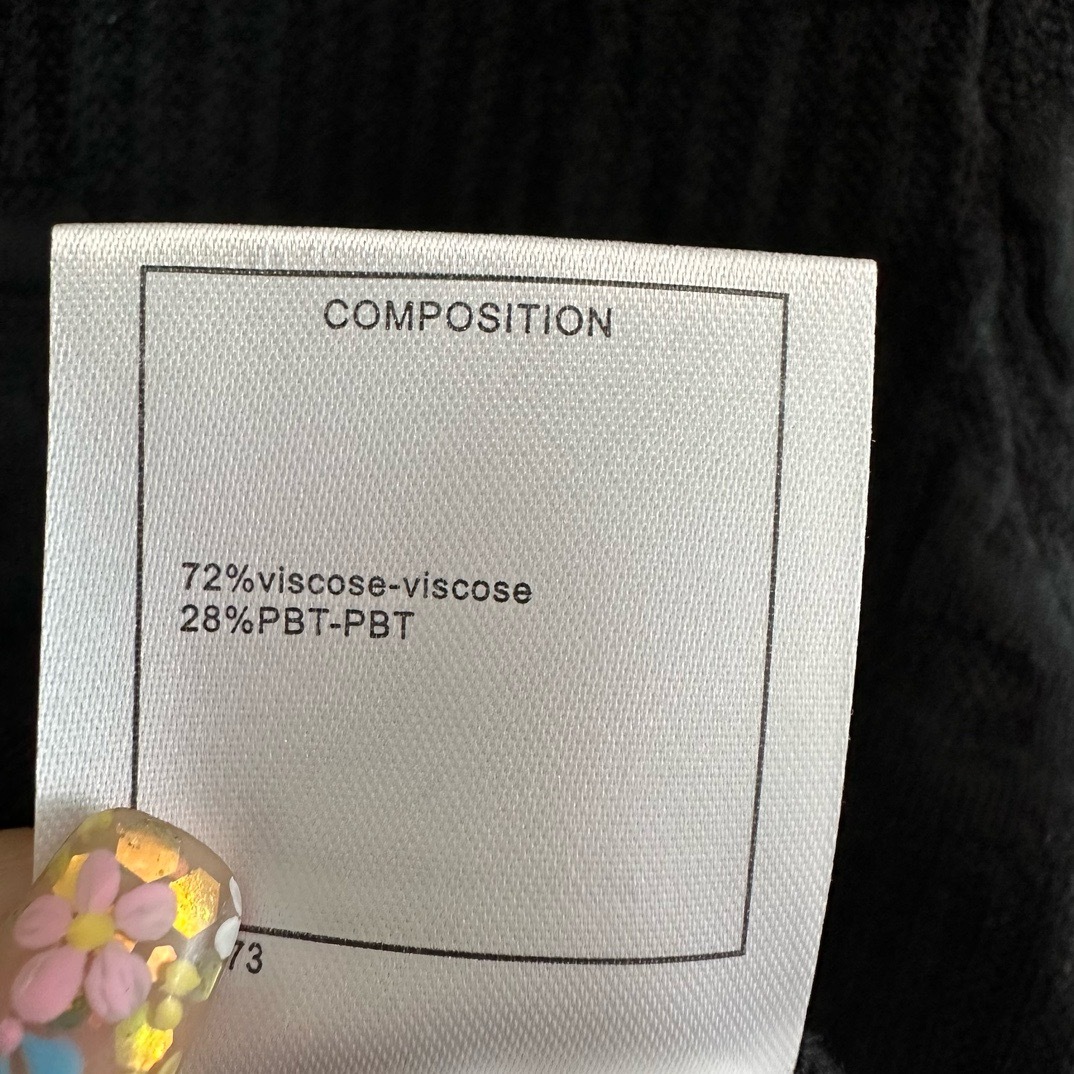 COMPOSITION
72%viscose-viscose
28%PBT-PBT
73